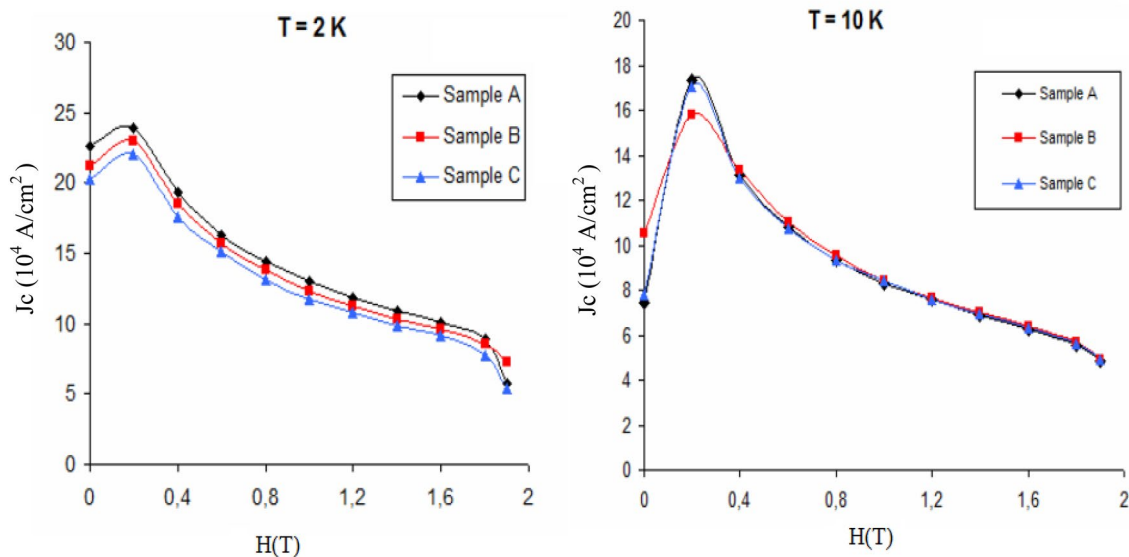 T = 2 K
30
25
20
15
10
5
0
Jc (10⁴ A/cm²)
Sample A
Sample B
Sample C
0 0,4 0,8 1,2 1,6 2
H(T)
T = 10 K
20
18
16
14
12
10
8
6
4
2
0
Jc (10⁴ A/cm²)
Sample A
Sample B
Sample C
0 0,4 0,8 1,2 1,6 2
H(T)